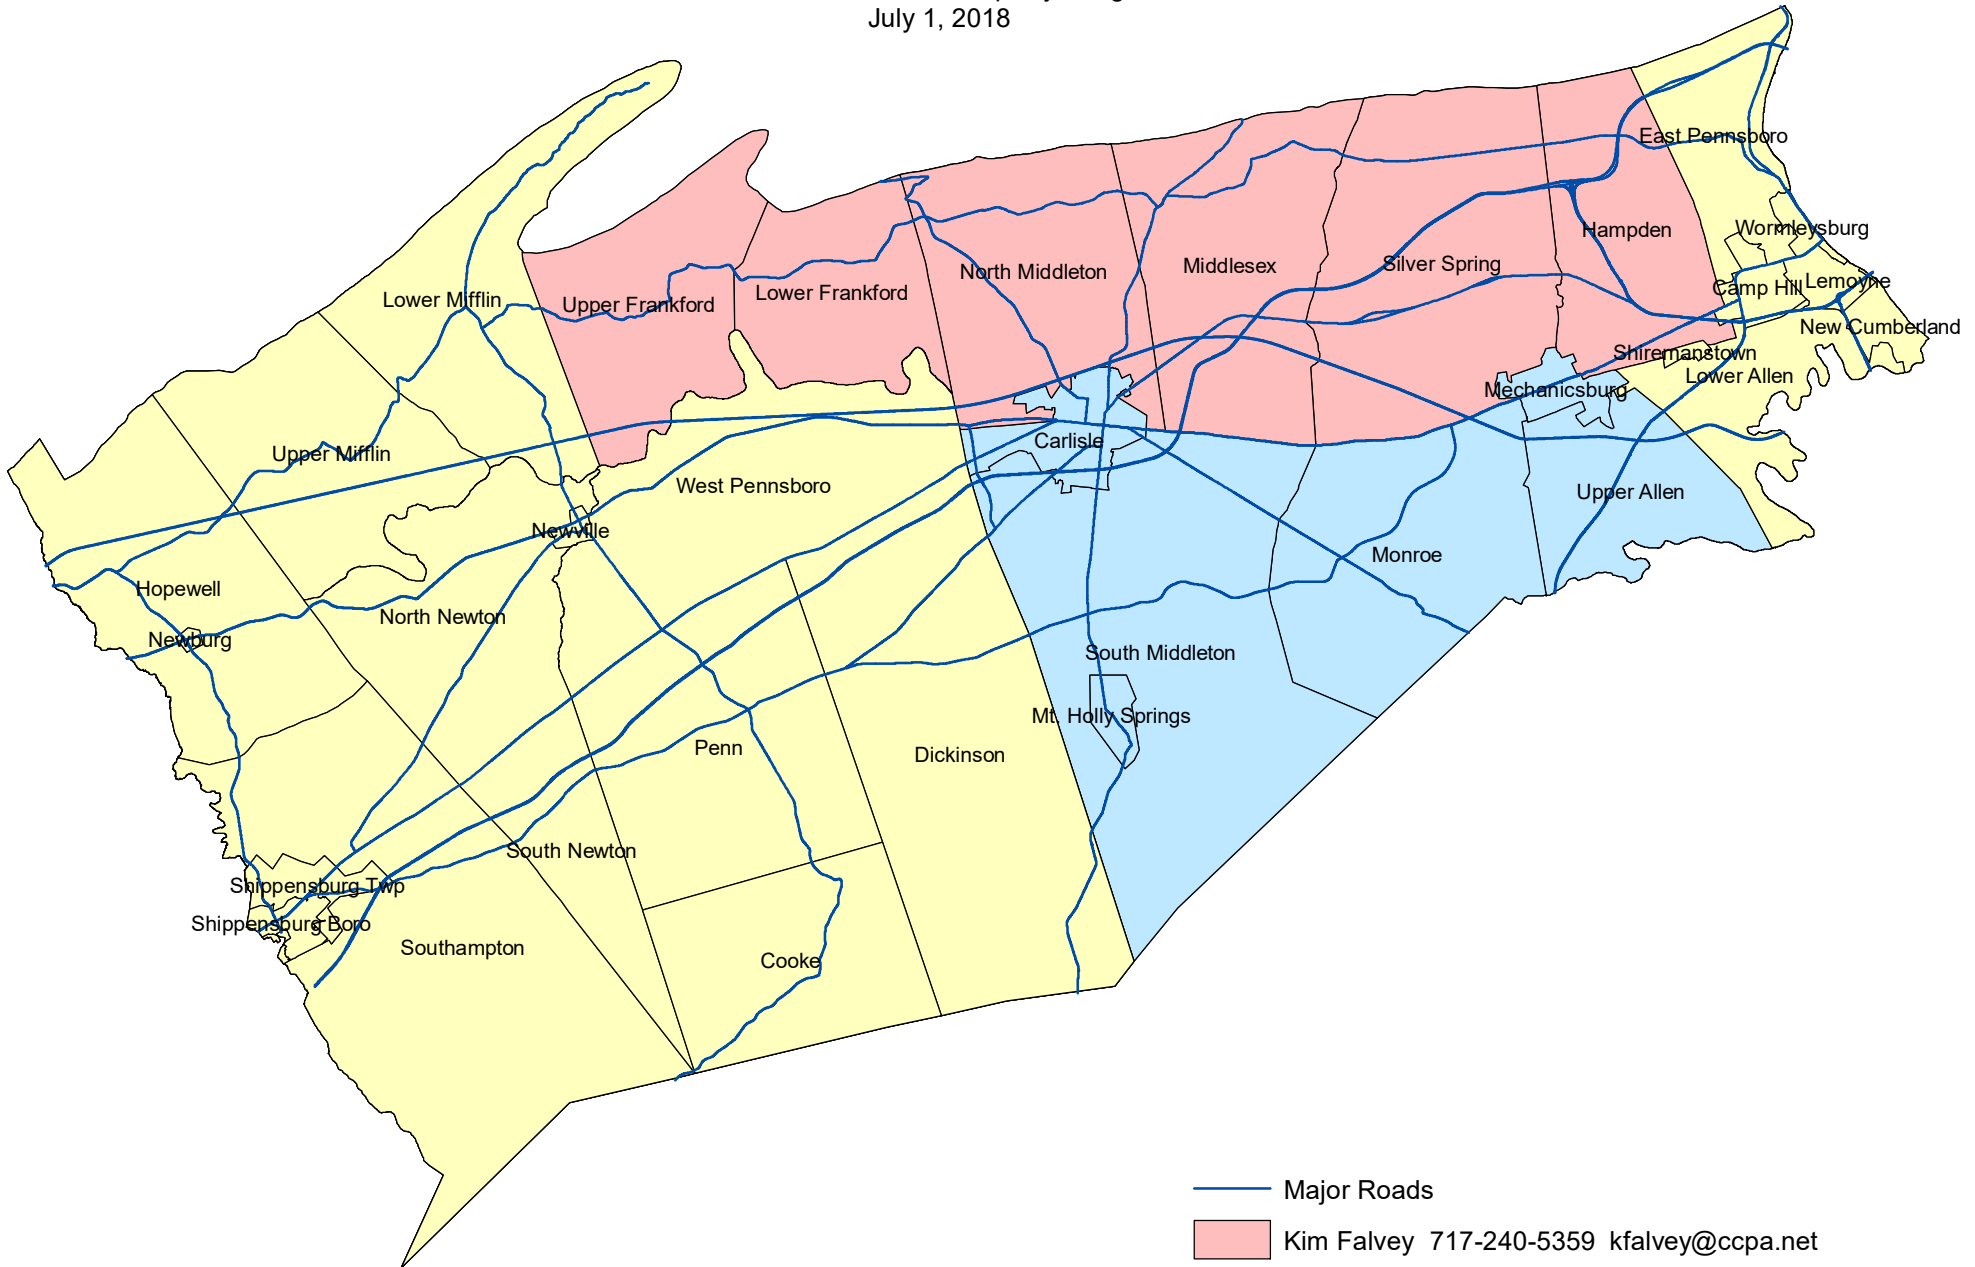 July 1, 2018
East Pennsboro
Wormleysburg
Hampden
Silver Spring
Middlesex
North Middleton
Lower Frankford
Upper Frankford
Lower Mifflin
Camp Hill
Lemoyne
New Cumberland
Shiremanstown
Lower Allen
Mechanicsburg
Carlisle
Upper Mifflin
West Pennsboro
Upper Allen
Newville
Monroe
Hopewell
North Newton
Newburg
South Middleton
Mt. Holly Springs
Penn
Dickinson
South Newton
Shippensburg Twp
Shippensburg Boro
Southampton
Cooke
Major Roads
Kim Falvey 717-240-5359 kfalvey@ccpa.net